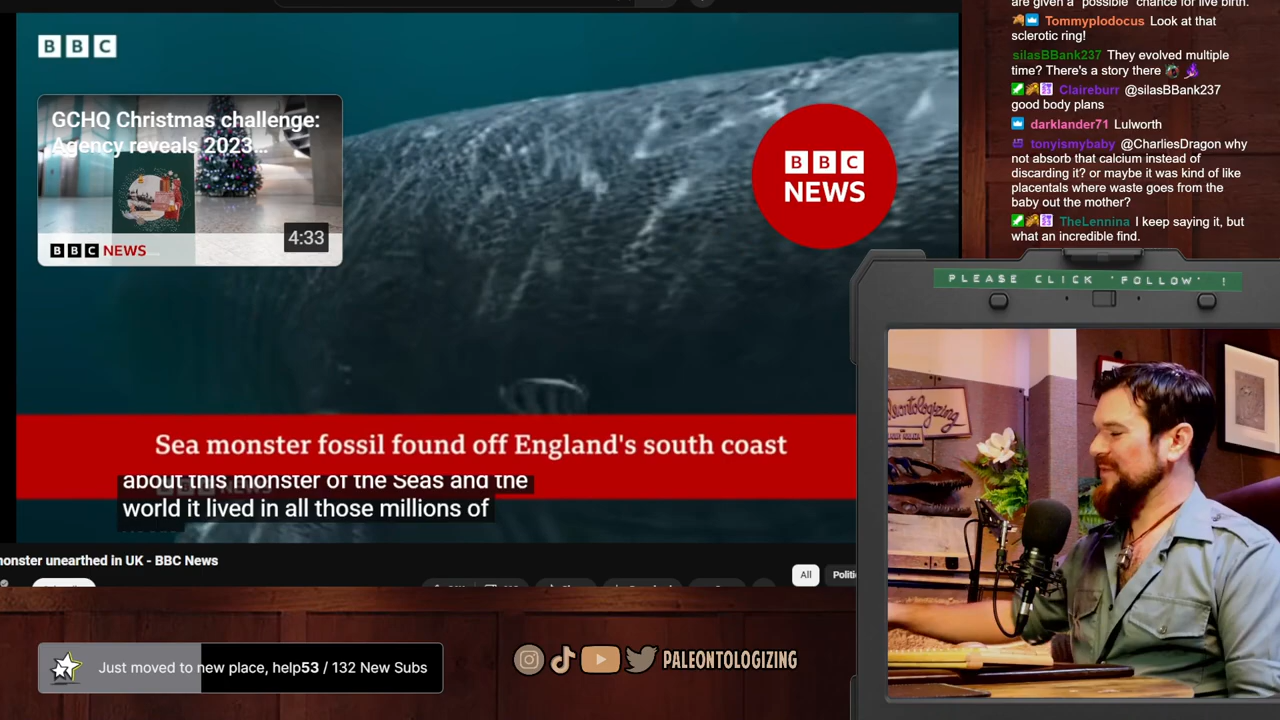 BBC
GCHQ Christmas challenge:
Agency reveals 2023...
4:33
BBC NEWS
BBC
NEWS
Sea monster fossil found off England's south coast
about this monster of the Seas and the
world it lived in all those millions of
monster unearthed in UK - BBC News
All
Just moved to new place, help53 / 132 New Subs
PALEONTOLOGIZING
are given a "possible" chance for live birth.
Tommyplodocus Look at that
sclerotic ring!
silasBBank237 They evolved multiple
time? There's a story there
Claireburr @silasBBank237
good body plans
darklander71 Lulworth
tonyismybaby @CharliesDragon why
not absorb that calcium instead of
discarding it? or maybe it was kind of like
placentals where waste goes from the
baby out the mother?
TheLennina I keep saying it, but
what an incredible find.
PLEASE CLICK "FOLLOW" !